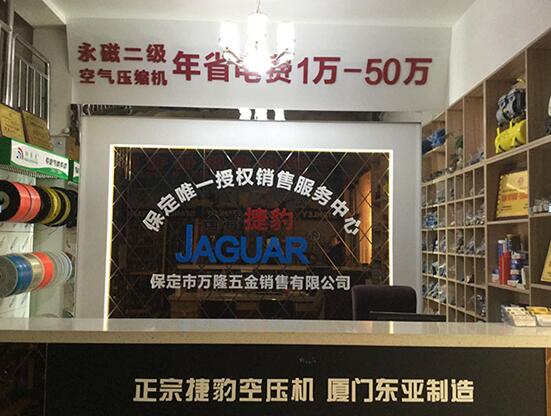 永磁二级
空气压缩机
年省电费1万-50万
保定唯一授权销售服务中心
捷豹
JAGUAR
保定市万隆五金销售有限公司
正宗捷豹空压机 厦门东亚制造